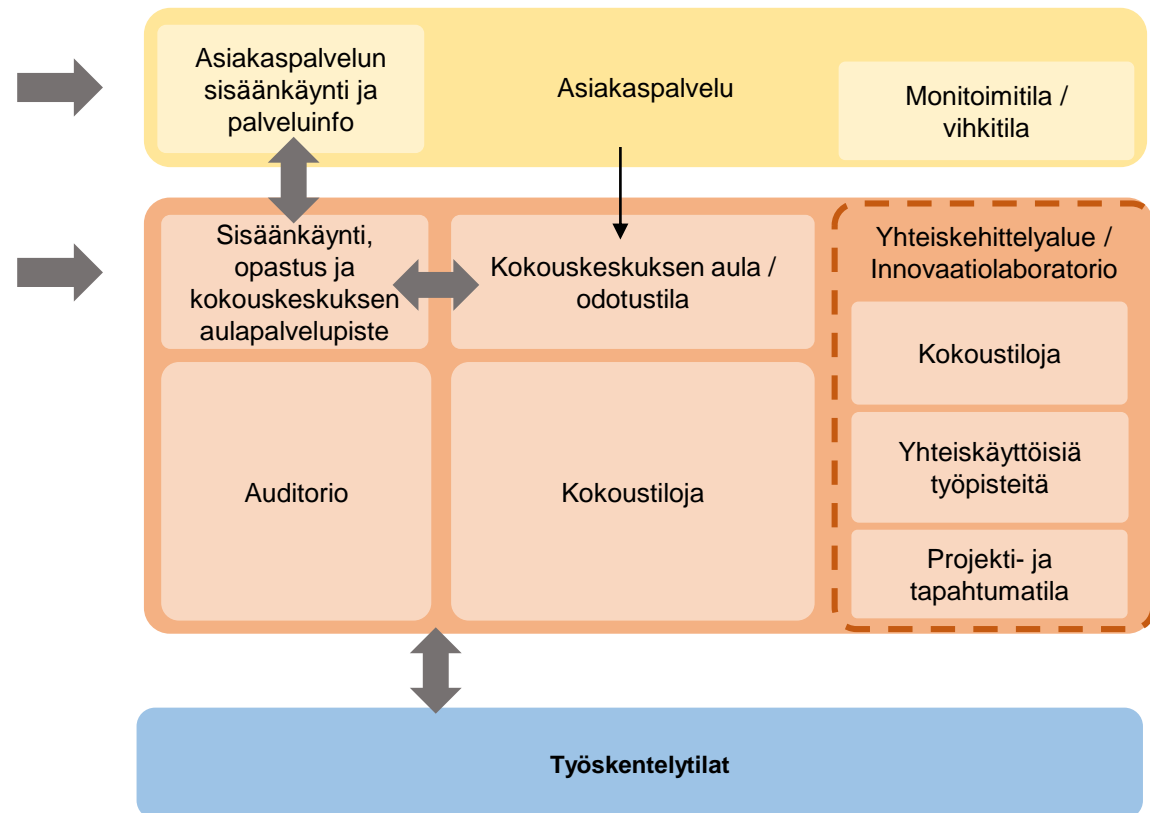 Asiakaspalvelun
sisäänkäynti ja
palveluinfo
Asiakaspalvelu
Monitoimitila /
vihkitila
Sisäänkäynti,
opastus ja
kokouskeskuksen
aulapalvelupiste
Kokouskeskuksen aula /
odotustila
Yhteiskehittelyalue /
Innovaatiolaboratorio
Kokoustiloja
Yhteiskäyttöisiä
työpisteitä
Projekti- ja
tapahtumatila
Auditorio
Kokoustiloja
Työskentelytilat